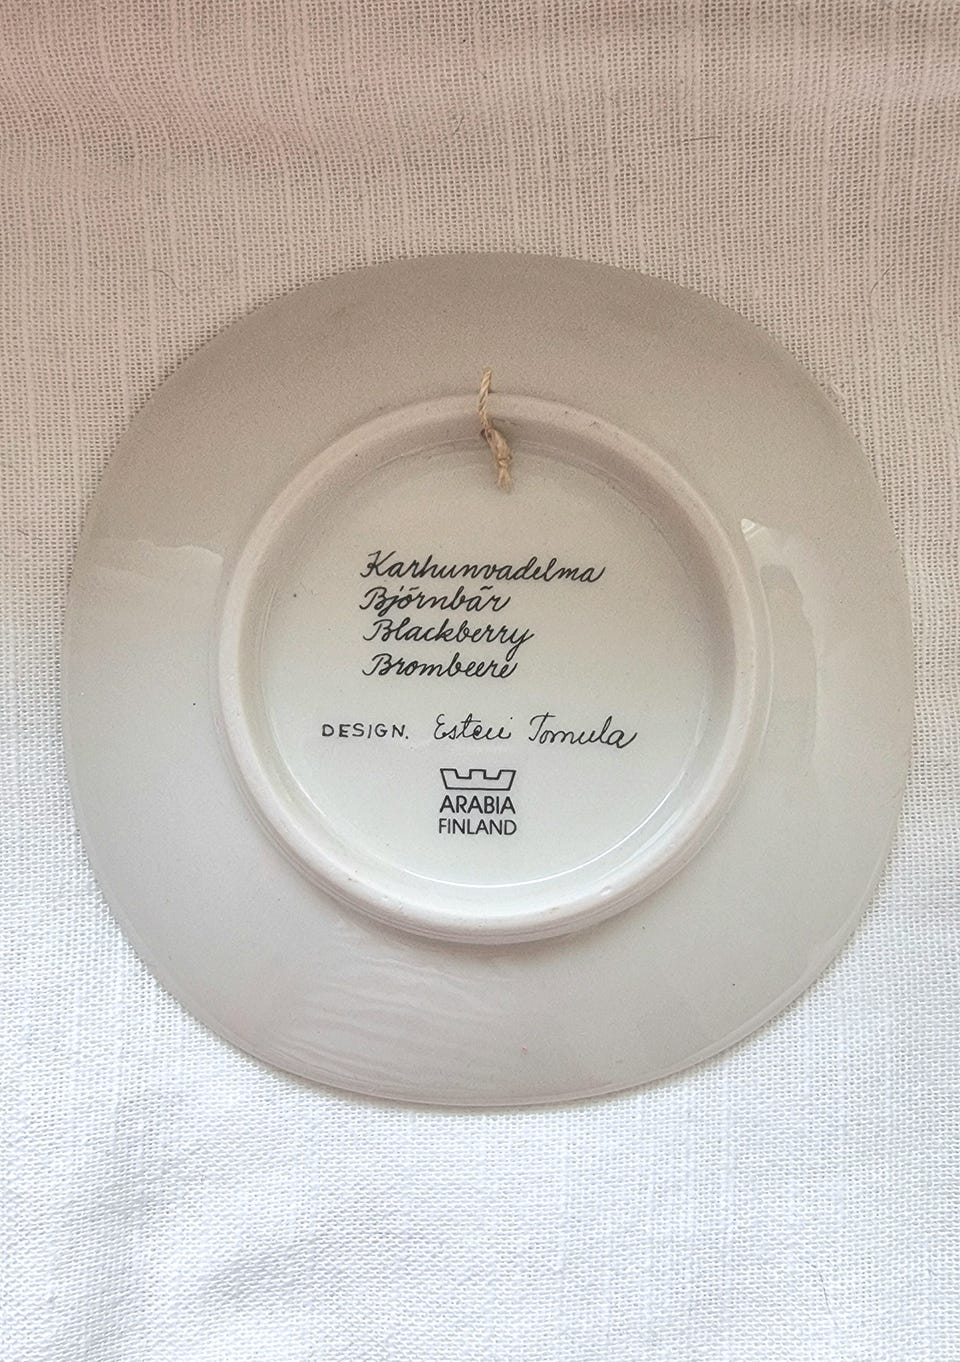 Karhunvadelma
Björnbär
Blackberry
Brombeere
DESIGN. Esteri Tomula
ARABIA
FINLAND